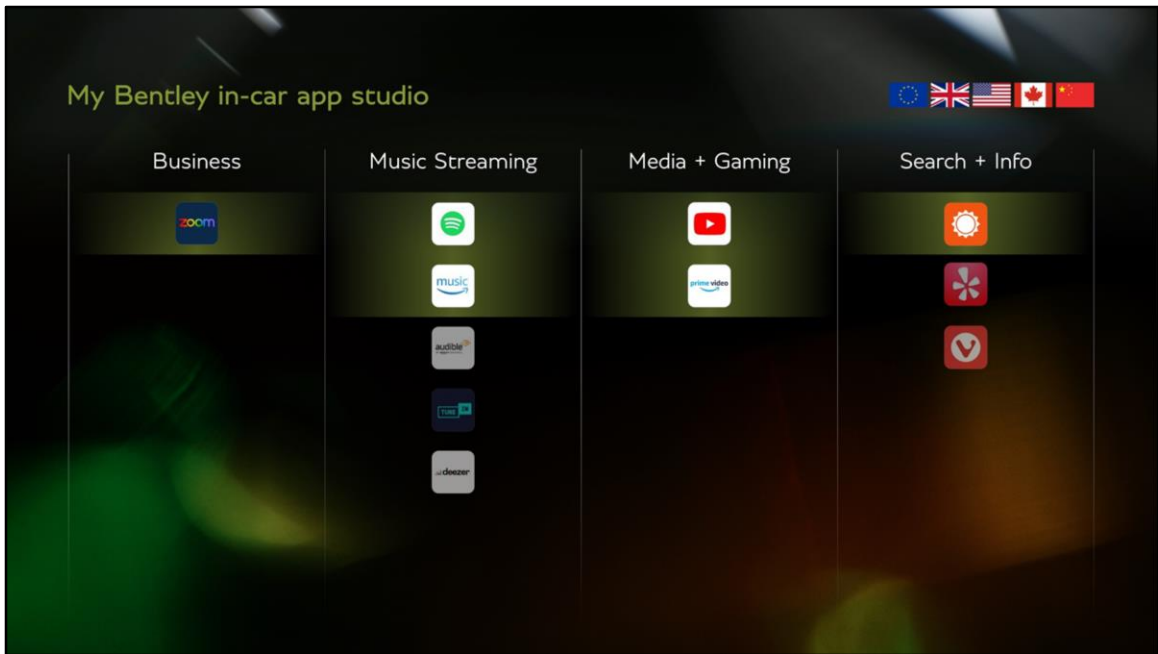 My Bentley in-car app studio
Business
Music Streaming
Media + Gaming
Search + Info
zoom
music
prime video
audible
TUNE IN
deezer